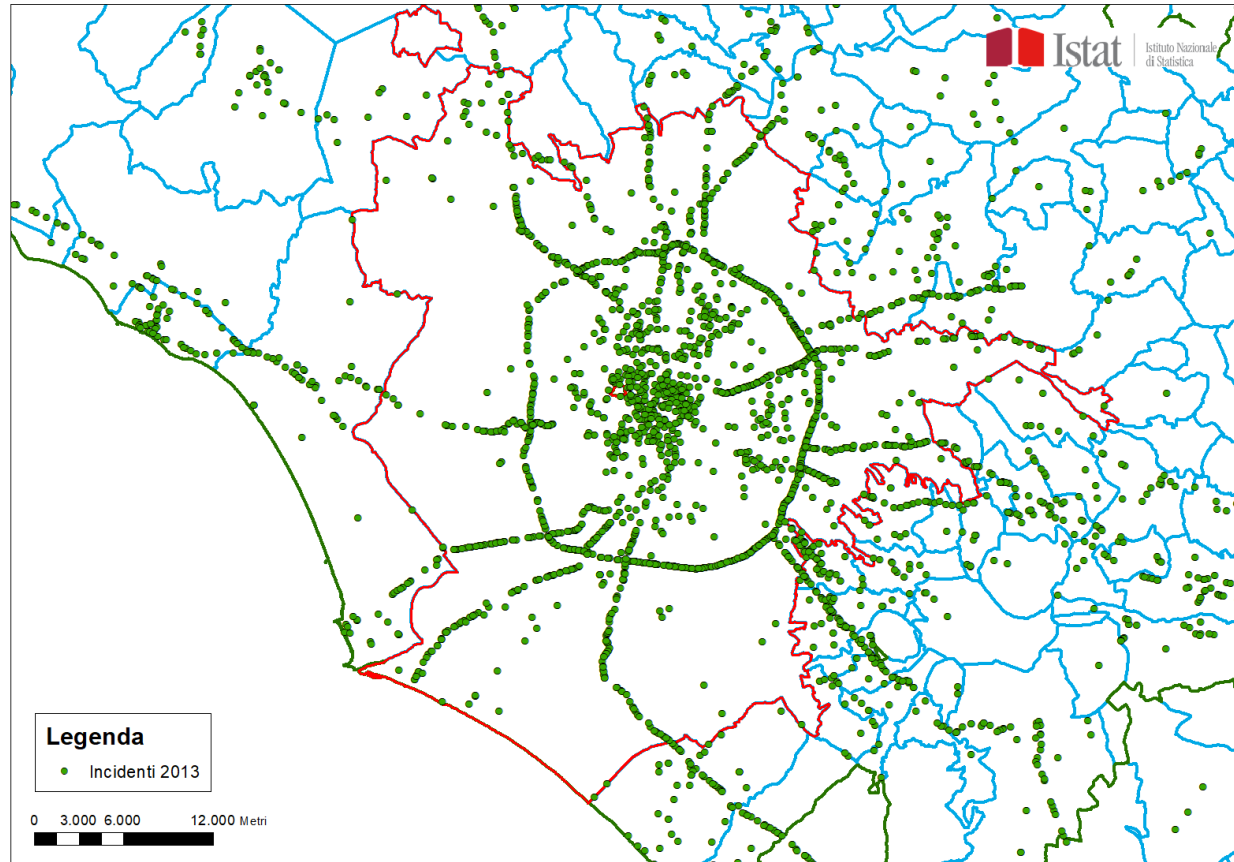 Istat
Istituto Nazionale
di Statistica
Legenda
Incidenti 2013
0 3.000 6.000 12.000 Metri